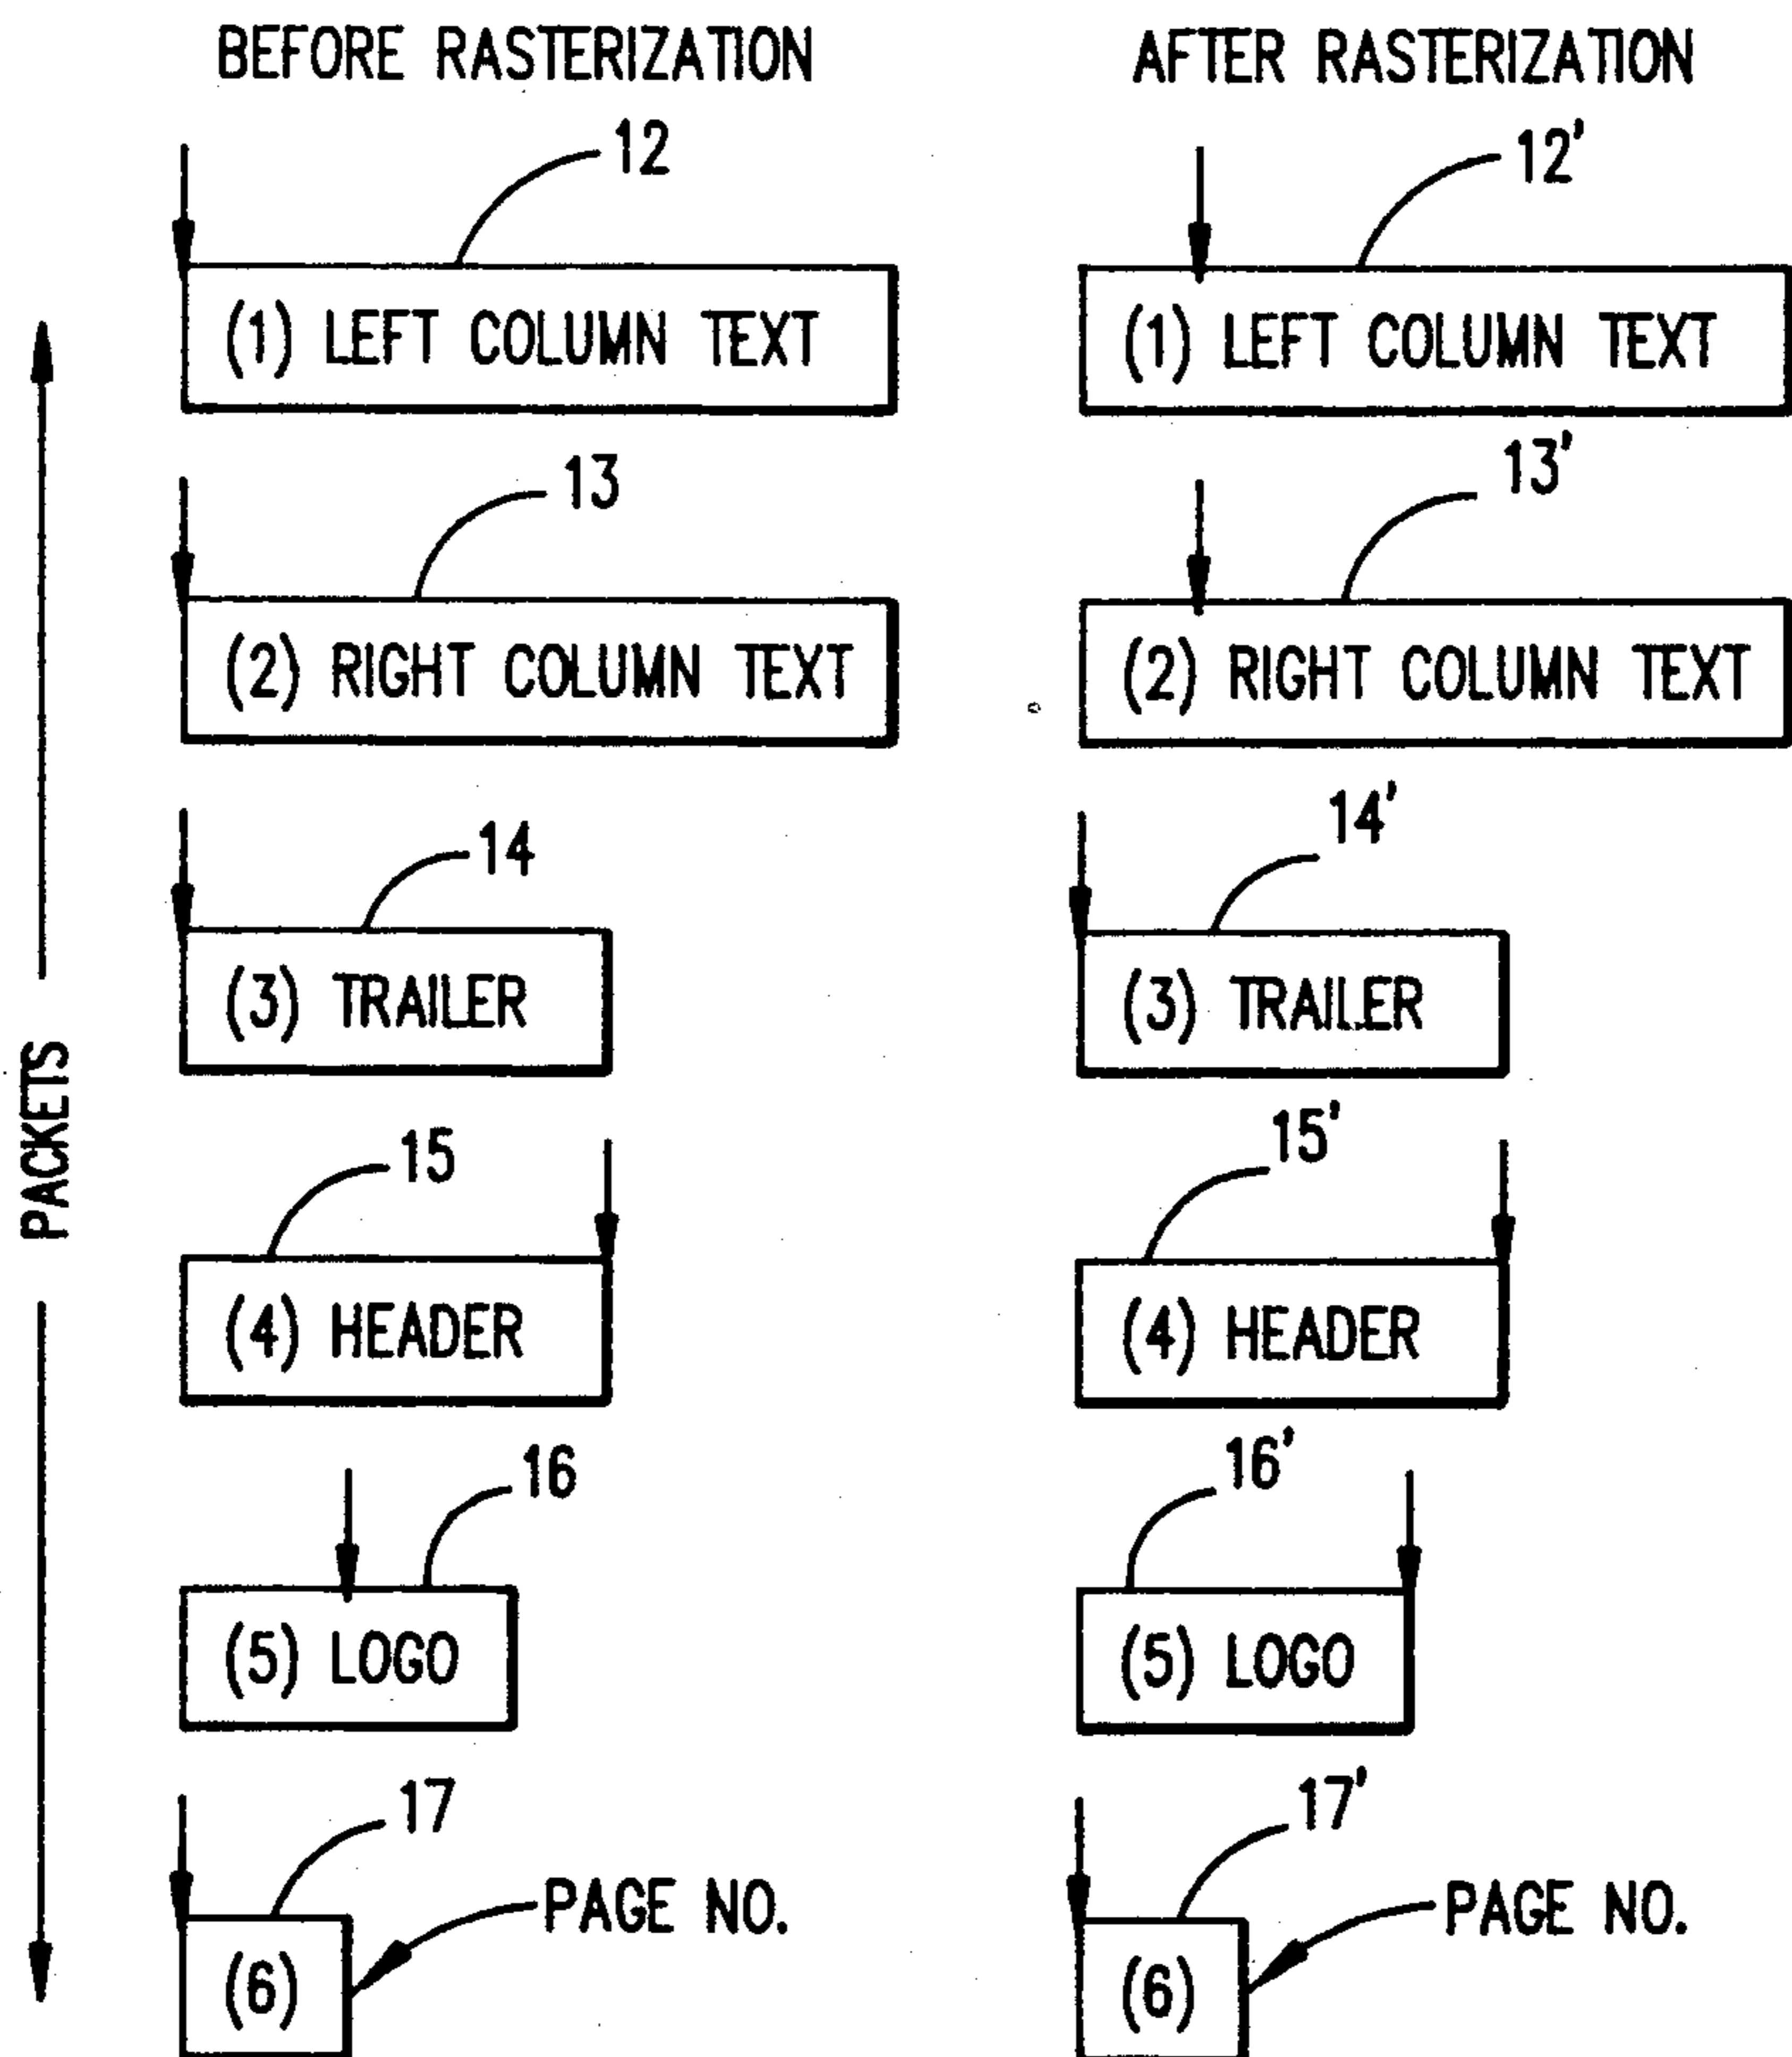 BEFORE RASTERIZATION
AFTER RASTERIZATION
12
12'
(1) LEFT COLUMN TEXT
(1) LEFT COLUMN TEXT
13
13'
(2) RIGHT COLUMN TEXT
(2) RIGHT COLUMN TEXT
14
14'
(3) TRAILER
(3) TRAILER
PACKETS
15
15'
(4) HEADER
(4) HEADER
16
16'
(5) LOGO
(5) LOGO
17
17'
PAGE NO.
PAGE NO.
(6)
(6)